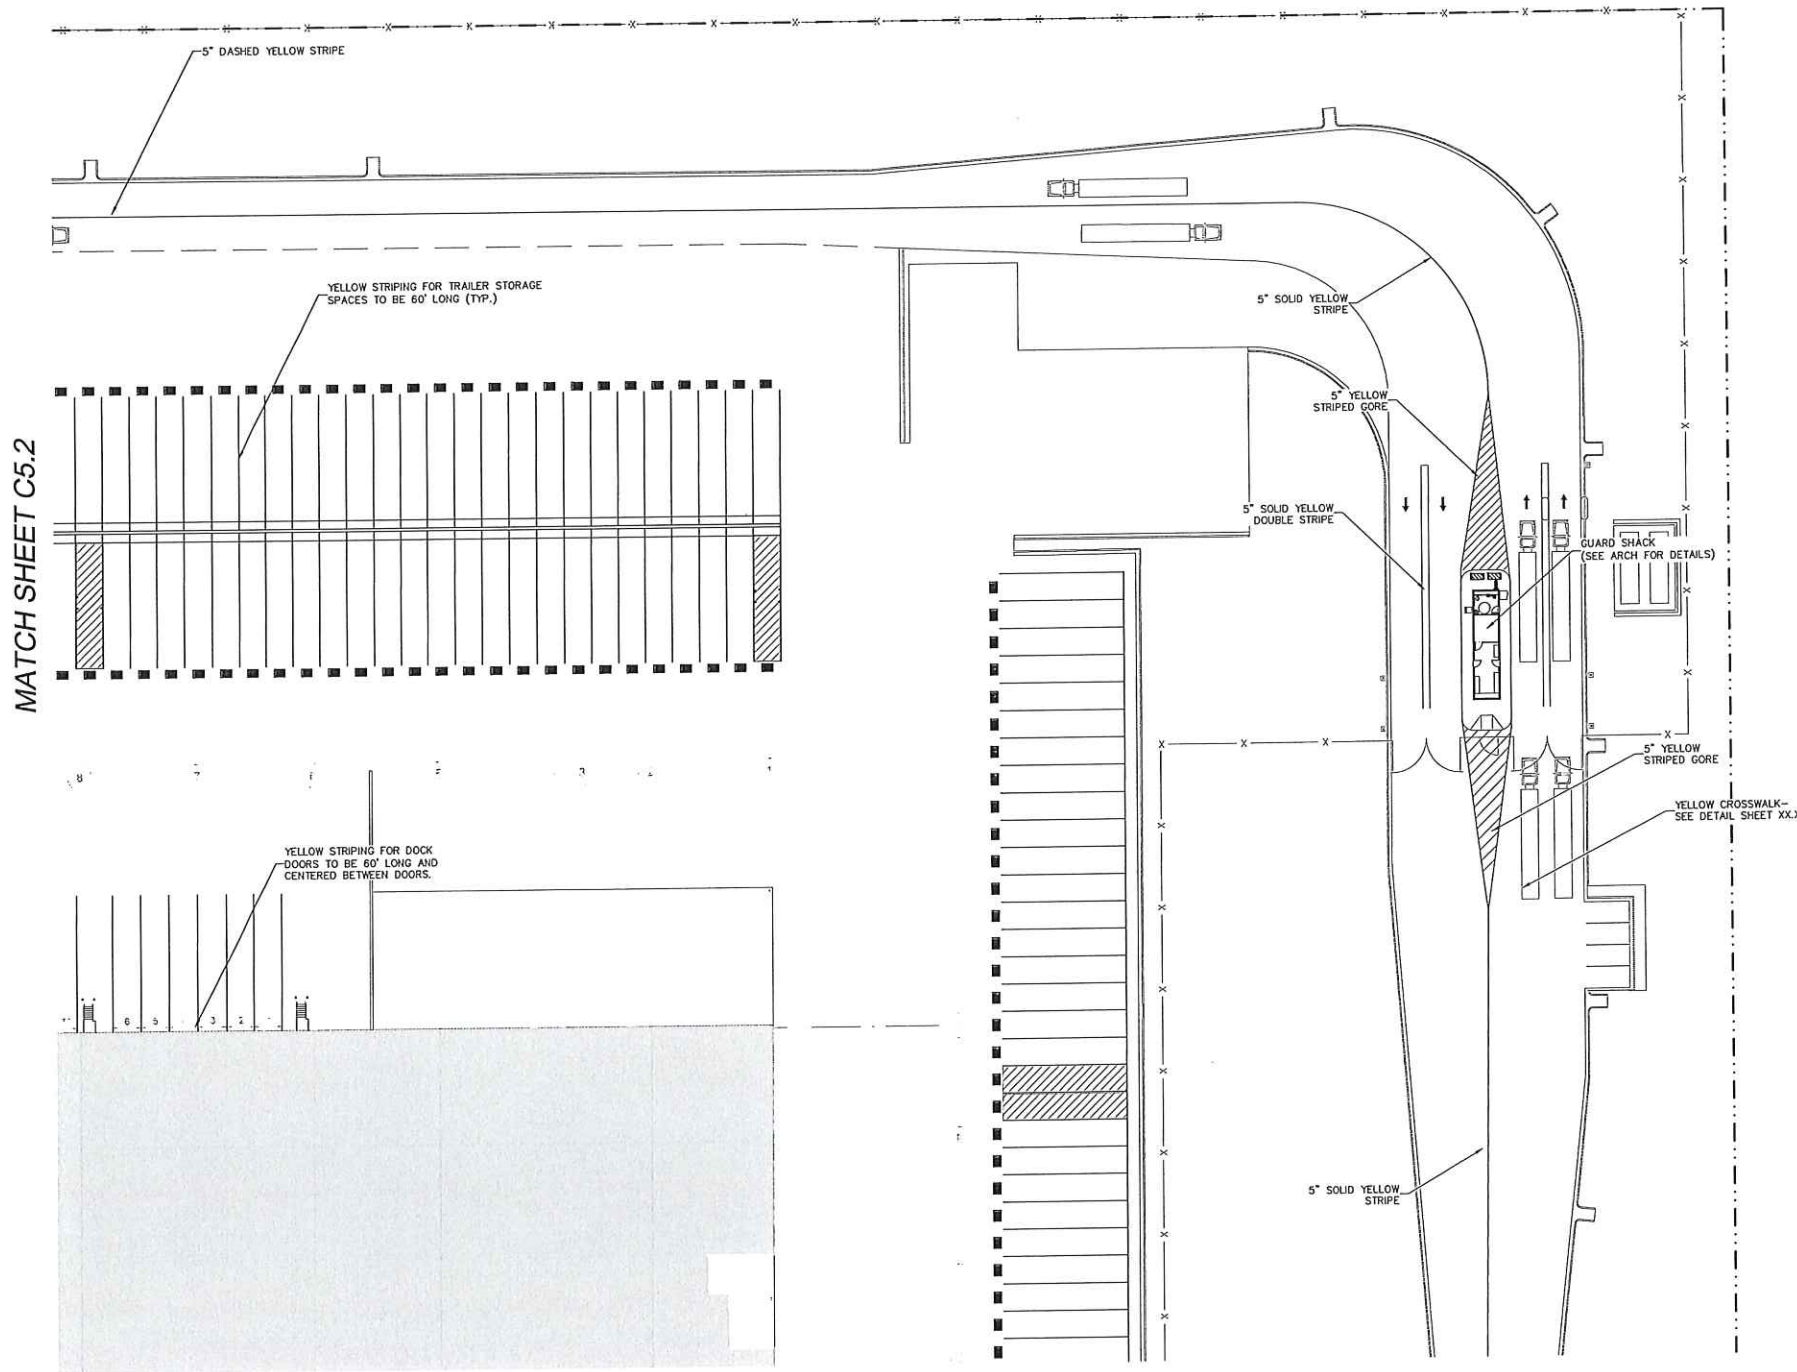 5" DASHED YELLOW STRIPE
YELLOW STRIPING FOR TRAILER STORAGE
SPACES TO BE 60' LONG (TYP.)
5" SOLID YELLOW
STRIPE
5" YELLOW
STRIPED GORE
MATCH SHEET C5.2
5" SOLID YELLOW
DOUBLE STRIPE
GUARD SHACK
(SEE ARCH FOR DETAILS)
5" YELLOW
STRIPED GORE
8
YELLOW CROSSWALK-
SEE DETAIL SHEET XX.X
YELLOW STRIPING FOR DOCK
DOORS TO BE 60' LONG AND
CENTERED BETWEEN DOORS.
6 5 3 2
5" SOLID YELLOW
STRIPE